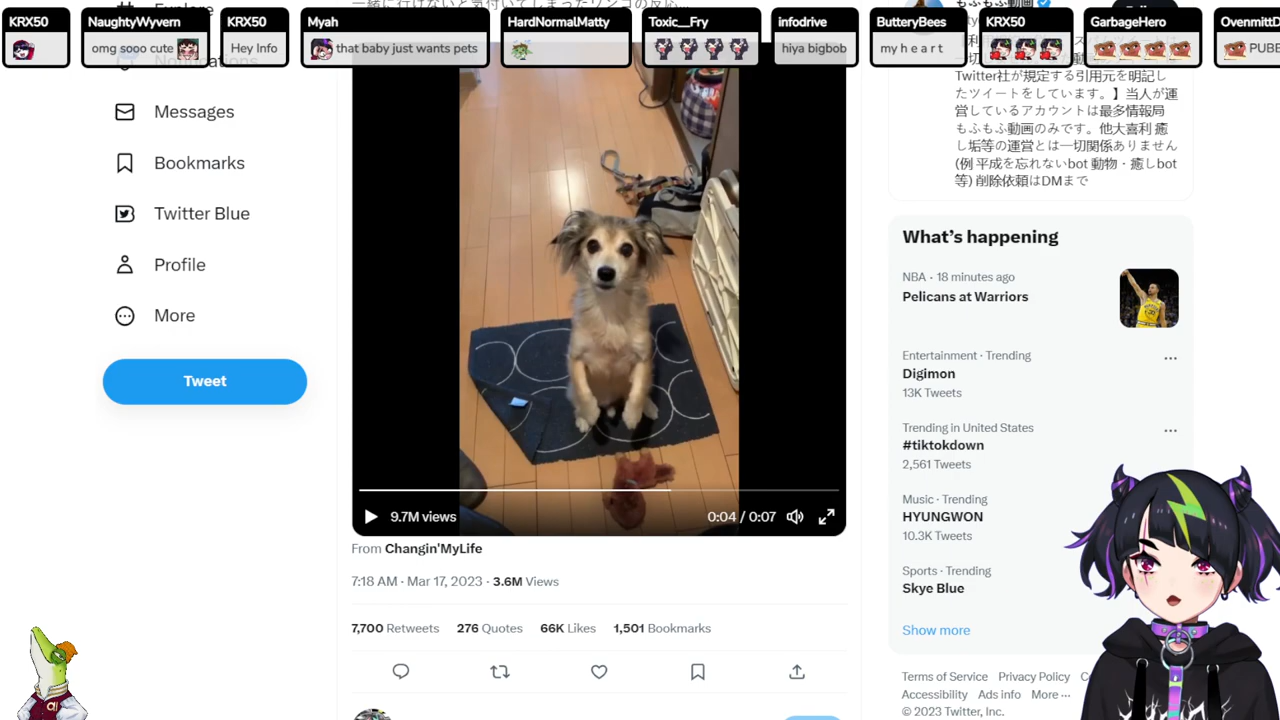 KRX50
NaughtyWyvern
omg sooo cute
KRX50
Hey Info
Myah
that baby just wants pets
HardNormalMatty
Toxic__Fry
infodrive
hiya bigbob
ButteryBees
m y h e a r t
KRX50
GarbageHero
OvenmittD
PUBE
Explore
Notifications
Messages
Bookmarks
Twitter Blue
Profile
More
Tweet
9.7M views
0:04 / 0:07
From Changin'MyLife
7:18 AM · Mar 17, 2023 · 3.6M Views
7,700 Retweets 276 Quotes 66K Likes 1,501 Bookmarks
Twitter社が規定する引用元を明記し
たツイートをしています。】当人が運
営しているアカウントは最多情報局
もふもふ動画のみです。他大喜利 癒
し垢等の運営とは一切関係ありません
(例 平成を忘れないbot 動物・癒しbot
等) 削除依頼はDMまで
What's happening
NBA · 18 minutes ago
Pelicans at Warriors
Entertainment · Trending
Digimon
13K Tweets
Trending in United States
#tiktokdown
2,561 Tweets
Music · Trending
HYUNGWON
10.3K Tweets
Sports · Trending
Skye Blue
Show more
Terms of Service Privacy Policy
Accessibility Ads info More ···
© 2023 Twitter, Inc.